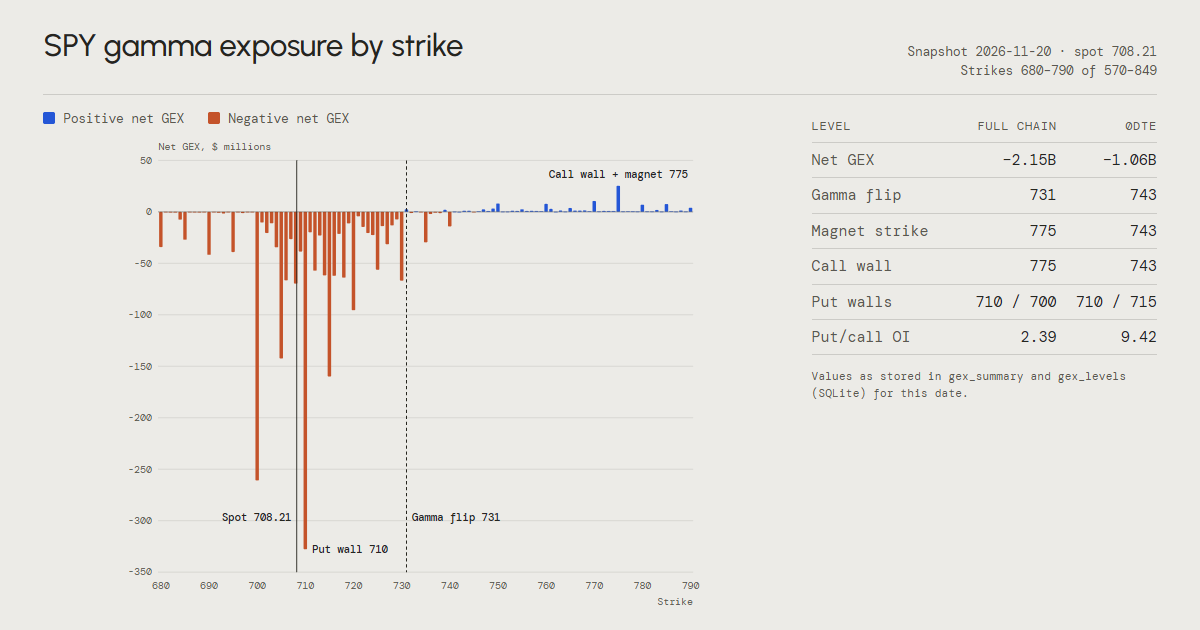 SPY gamma exposure by strike
Snapshot 2026-11-20 · spot 708.21
Strikes 680-790 of 570-849
Positive net GEX
Negative net GEX
Net GEX, $ millions
50
0
-50
-100
-150
-200
-250
-300
-350
Call wall + magnet 775
Spot 708.21
Gamma flip 731
Put wall 710
680 690 700 710 720 730 740 750 760 770 780 790
Strike
LEVEL FULL CHAIN 0DTE
Net GEX -2.15B -1.06B
Gamma flip 731 743
Magnet strike 775 743
Call wall 775 743
Put walls 710 / 700 710 / 715
Put/call OI 2.39 9.42
Values as stored in gex_summary and gex_levels
(SQLite) for this date.